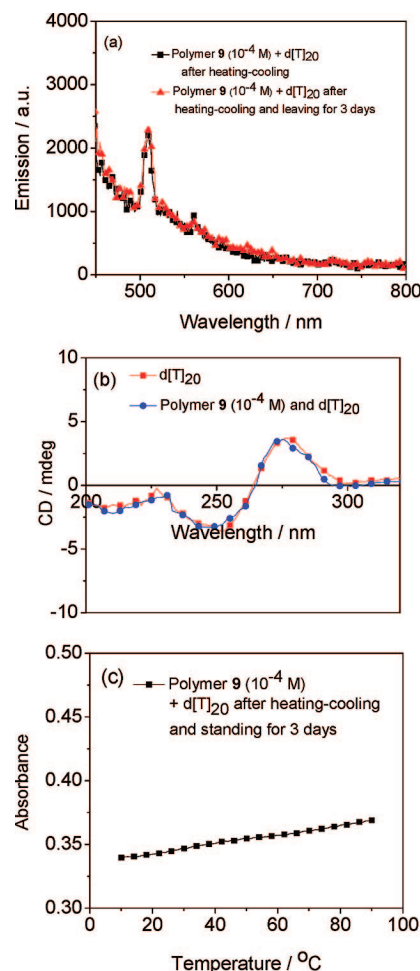 (a)
Polymer 9 (10⁻⁴ M) + d[T]₂₀
after heating-cooling
Polymer 9 (10⁻⁴ M) + d[T]₂₀ after
heating-cooling and leaving for 3 days
4000
3000
2000
1000
0
Emission / a.u.
500 600 700 800
Wavelength / nm
(b)
d[T]₂₀
Polymer 9 (10⁻⁴ M) and d[T]₂₀
10
5
0
-5
-10
CD / mdeg
200 250 300
Wavelength / nm
(c)
Polymer 9 (10⁻⁴ M)
+ d[T]₂₀ after heating-cooling
and standing for 3 days
0.50
0.45
0.40
0.35
0.30
Absorbance
0 20 40 60 80 100
Temperature / °C